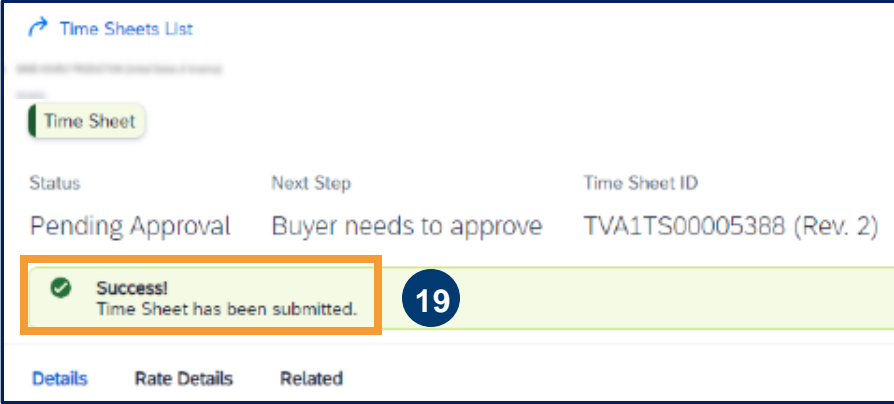 Time Sheets List
Time Sheet
Status Next Step Time Sheet ID
Pending Approval Buyer needs to approve TVA1TS00005388 (Rev. 2)
Success!
Time Sheet has been submitted.
19
Details Rate Details Related